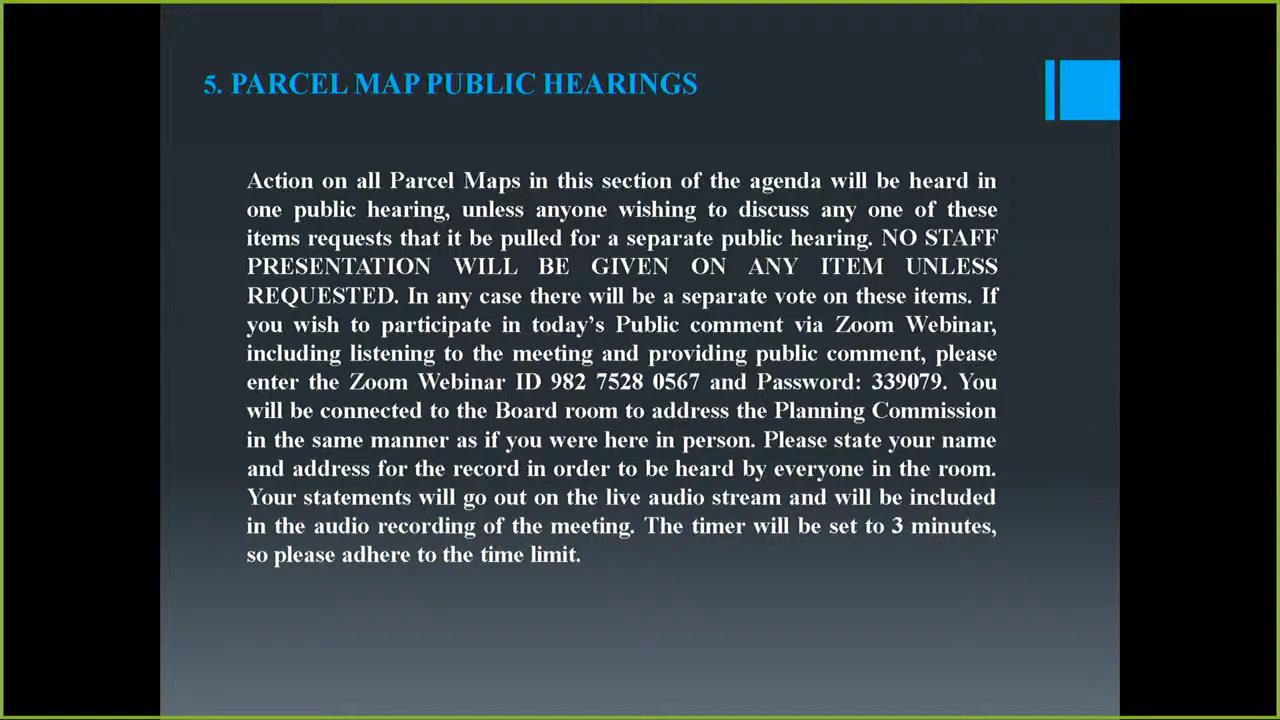 5. PARCEL MAP PUBLIC HEARINGS
Action on all Parcel Maps in this section of the agenda will be heard in
one public hearing, unless anyone wishing to discuss any one of these
items requests that it be pulled for a separate public hearing. NO STAFF
PRESENTATION WILL BE GIVEN ON ANY ITEM UNLESS
REQUESTED. In any case there will be a separate vote on these items. If
you wish to participate in today’s Public comment via Zoom Webinar,
including listening to the meeting and providing public comment, please
enter the Zoom Webinar ID 982 7528 0567 and Password: 339079. You
will be connected to the Board room to address the Planning Commission
in the same manner as if you were here in person. Please state your name
and address for the record in order to be heard by everyone in the room.
Your statements will go out on the live audio stream and will be included
in the audio recording of the meeting. The timer will be set to 3 minutes,
so please adhere to the time limit.